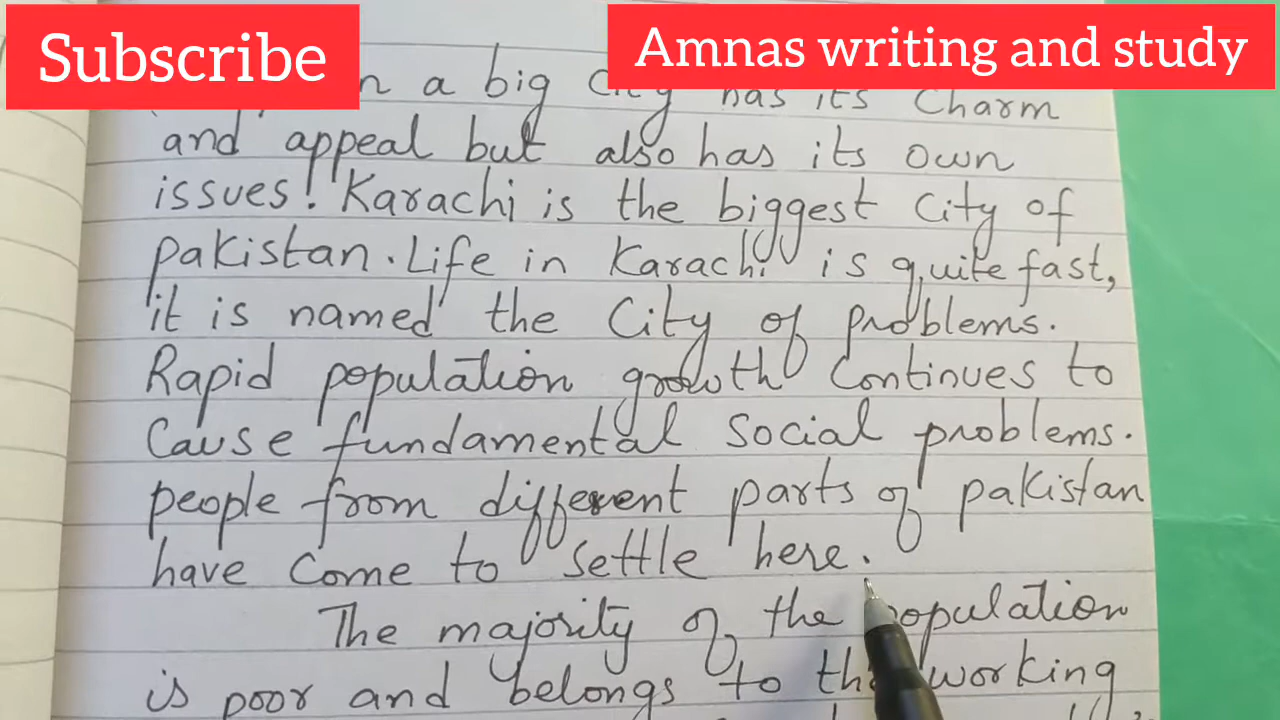 Subscribe
Amnas writing and study
a big City has its Charm
and appeal but also has its own
issues! Karachi is the biggest City of
pakistan. Life in Karachi is quite fast,
it is named the City of problems.
Rapid population growth Continues to
Cause fundamental Social problems.
people from different parts of pakistan
have Come to Settle here.
The majority of the population
is poor and belongs to the working